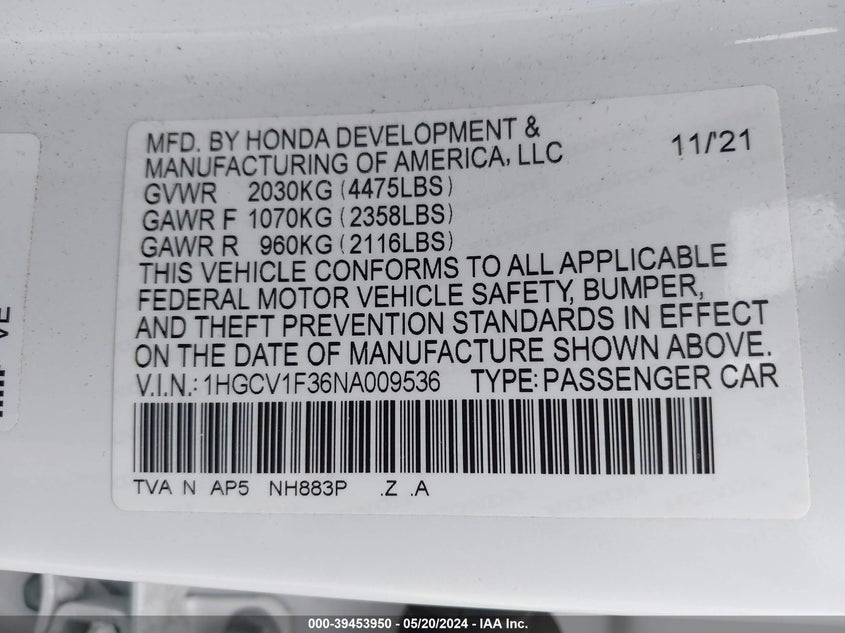 MFD. BY HONDA DEVELOPMENT &
MANUFACTURING OF AMERICA, LLC 11/'21
GVWR 2030KG (4475LBS)
GAWR F 1070KG (2358LBS)
GAWR R 960KG (2116LBS)
THIS VEHICLE CONFORMS TO ALL APPLICABLE
FEDERAL MOTOR VEHICLE SAFETY, BUMPER,
AND THEFT PREVENTION STANDARDS IN EFFECT
ON THE DATE OF MANUFACTURE SHOWN ABOVE.
V.I.N.: 1HGCV1F36NA009536 TYPE: PASSENGER CAR
TVA N AP5 NH883P .Z .A
VE
000-39453950 - 05/20/2024 - IAA Inc.